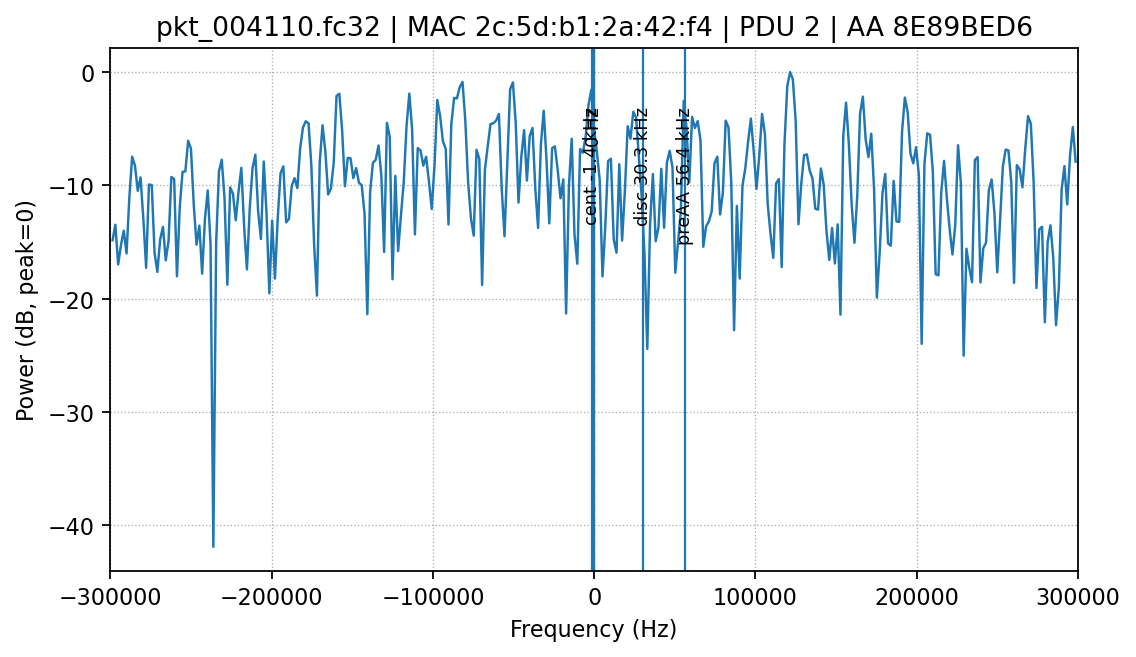 pkt_004110.fc32 | MAC 2c:5d:b1:2a:42:f4 | PDU 2 | AA 8E89BED6
Power (dB, peak=0)
0
−10
−20
−30
−40
cent -1.40kHz
disc 30.3 kHz
preAA 56.4 kHz
−300000
−200000
−100000
0
100000
200000
300000
Frequency (Hz)